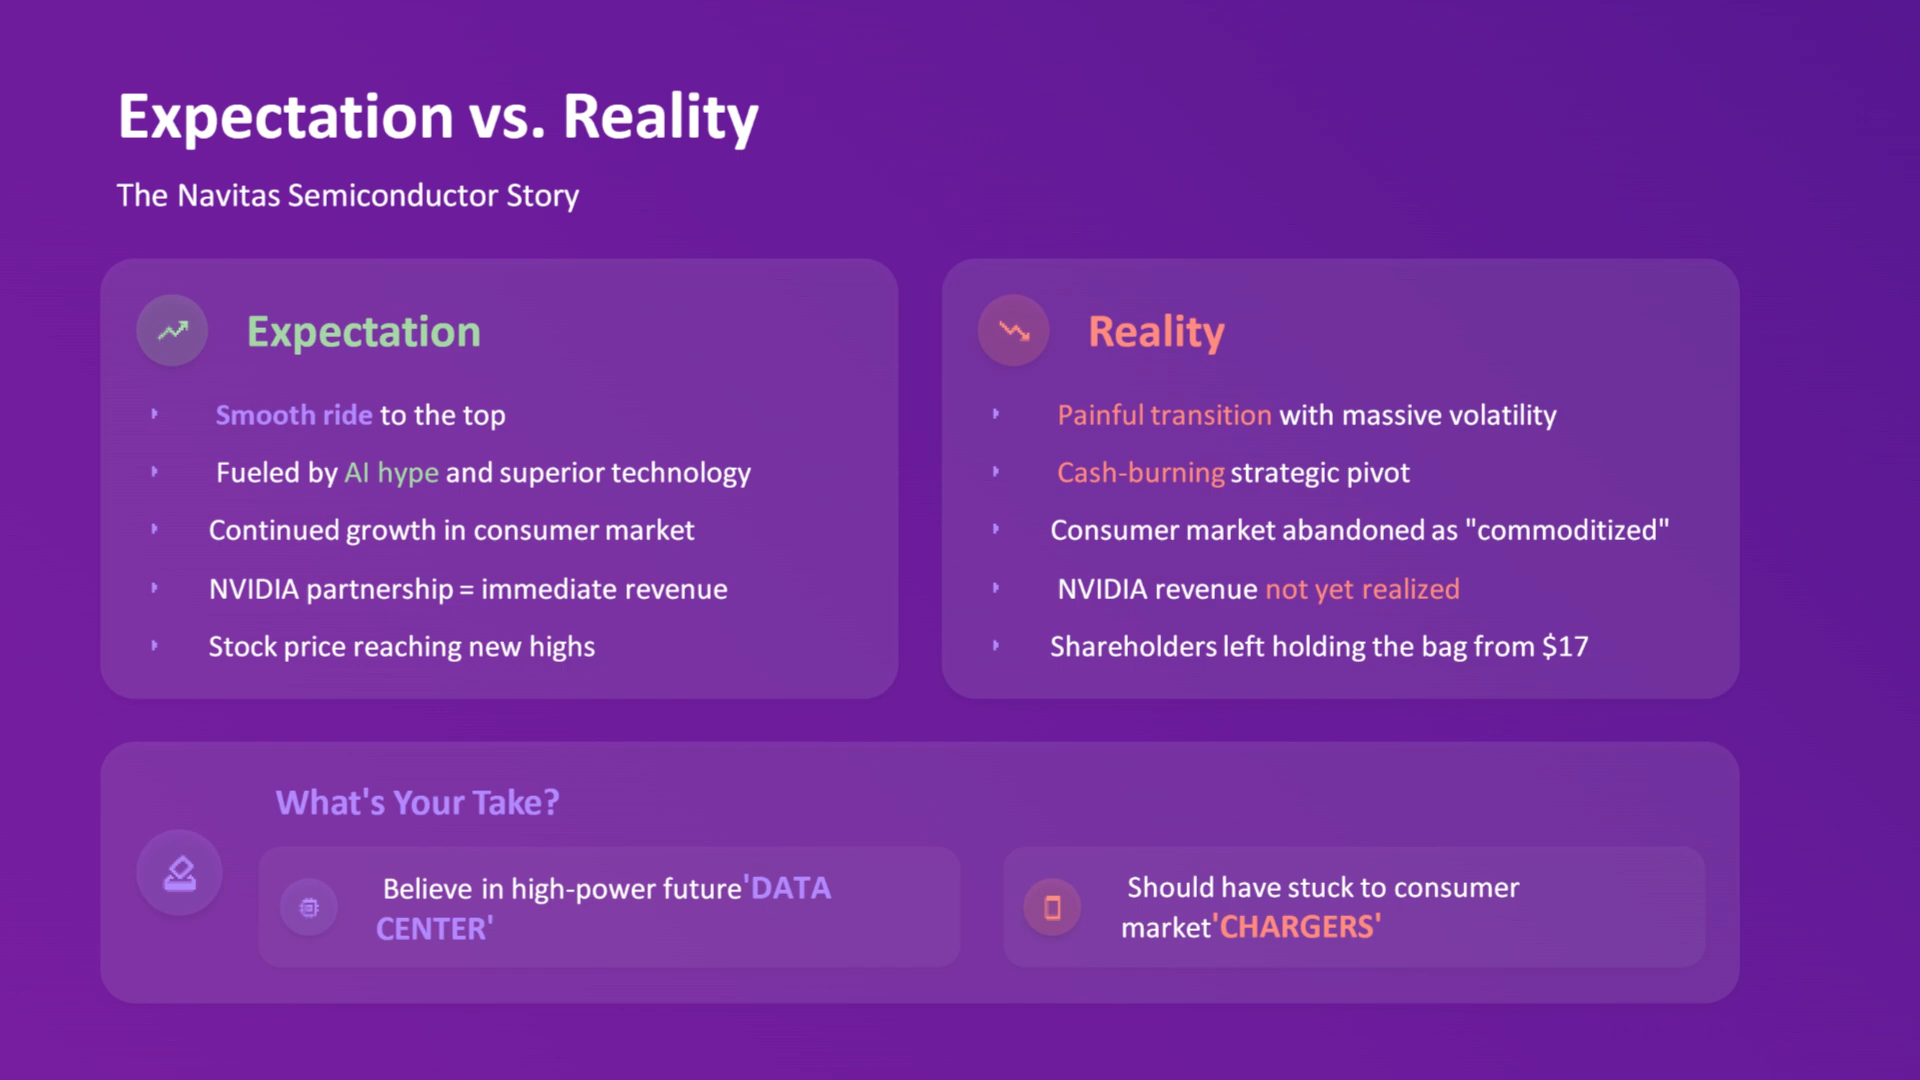 Expectation vs. Reality
The Navitas Semiconductor Story
Expectation
Smooth ride to the top
Fueled by AI hype and superior technology
Continued growth in consumer market
NVIDIA partnership = immediate revenue
Stock price reaching new highs
Reality
Painful transition with massive volatility
Cash-burning strategic pivot
Consumer market abandoned as "commoditized"
NVIDIA revenue not yet realized
Shareholders left holding the bag from $17
What's Your Take?
Believe in high-power future'DATA
CENTER'
Should have stuck to consumer
market'CHARGERS'